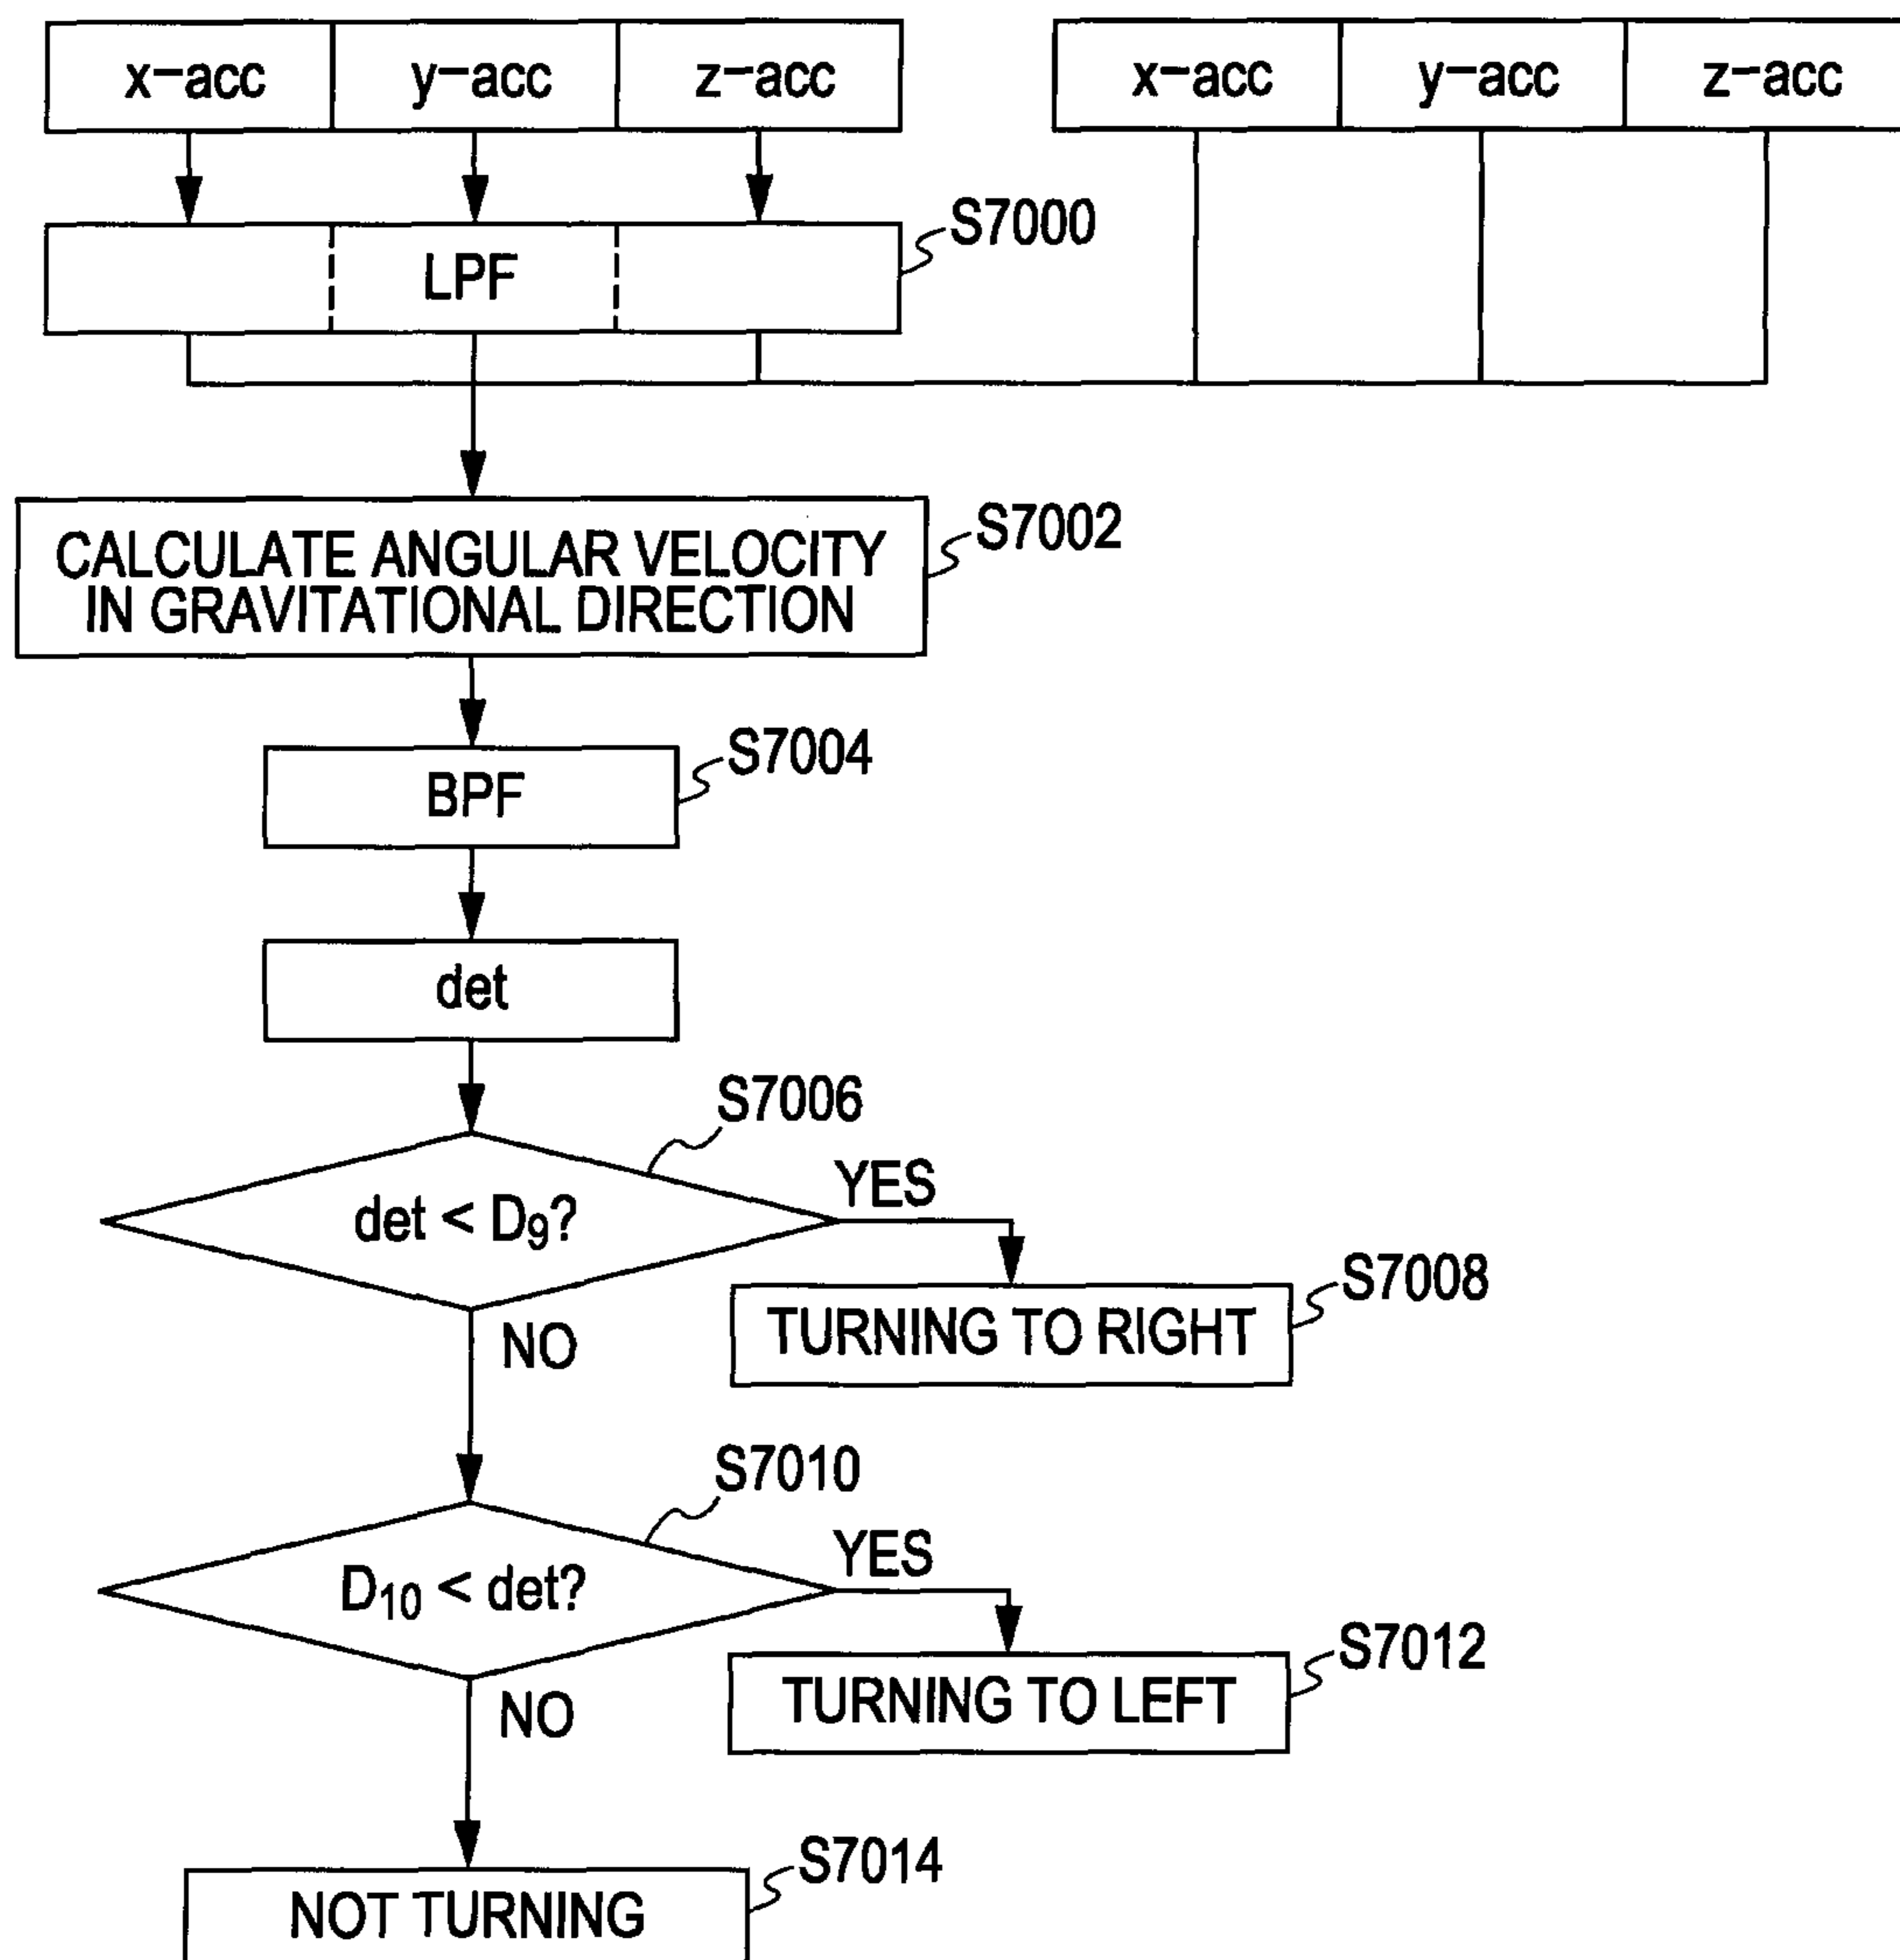 x-acc y-acc z-acc x-acc y-acc z-acc
S7000
LPF
S7002
CALCULATE ANGULAR VELOCITY
IN GRAVITATIONAL DIRECTION
S7004
BPF
det
S7006
YES
det < D9?
S7008
TURNING TO RIGHT
NO
S7010
YES
D10 < det?
S7012
TURNING TO LEFT
NO
S7014
NOT TURNING